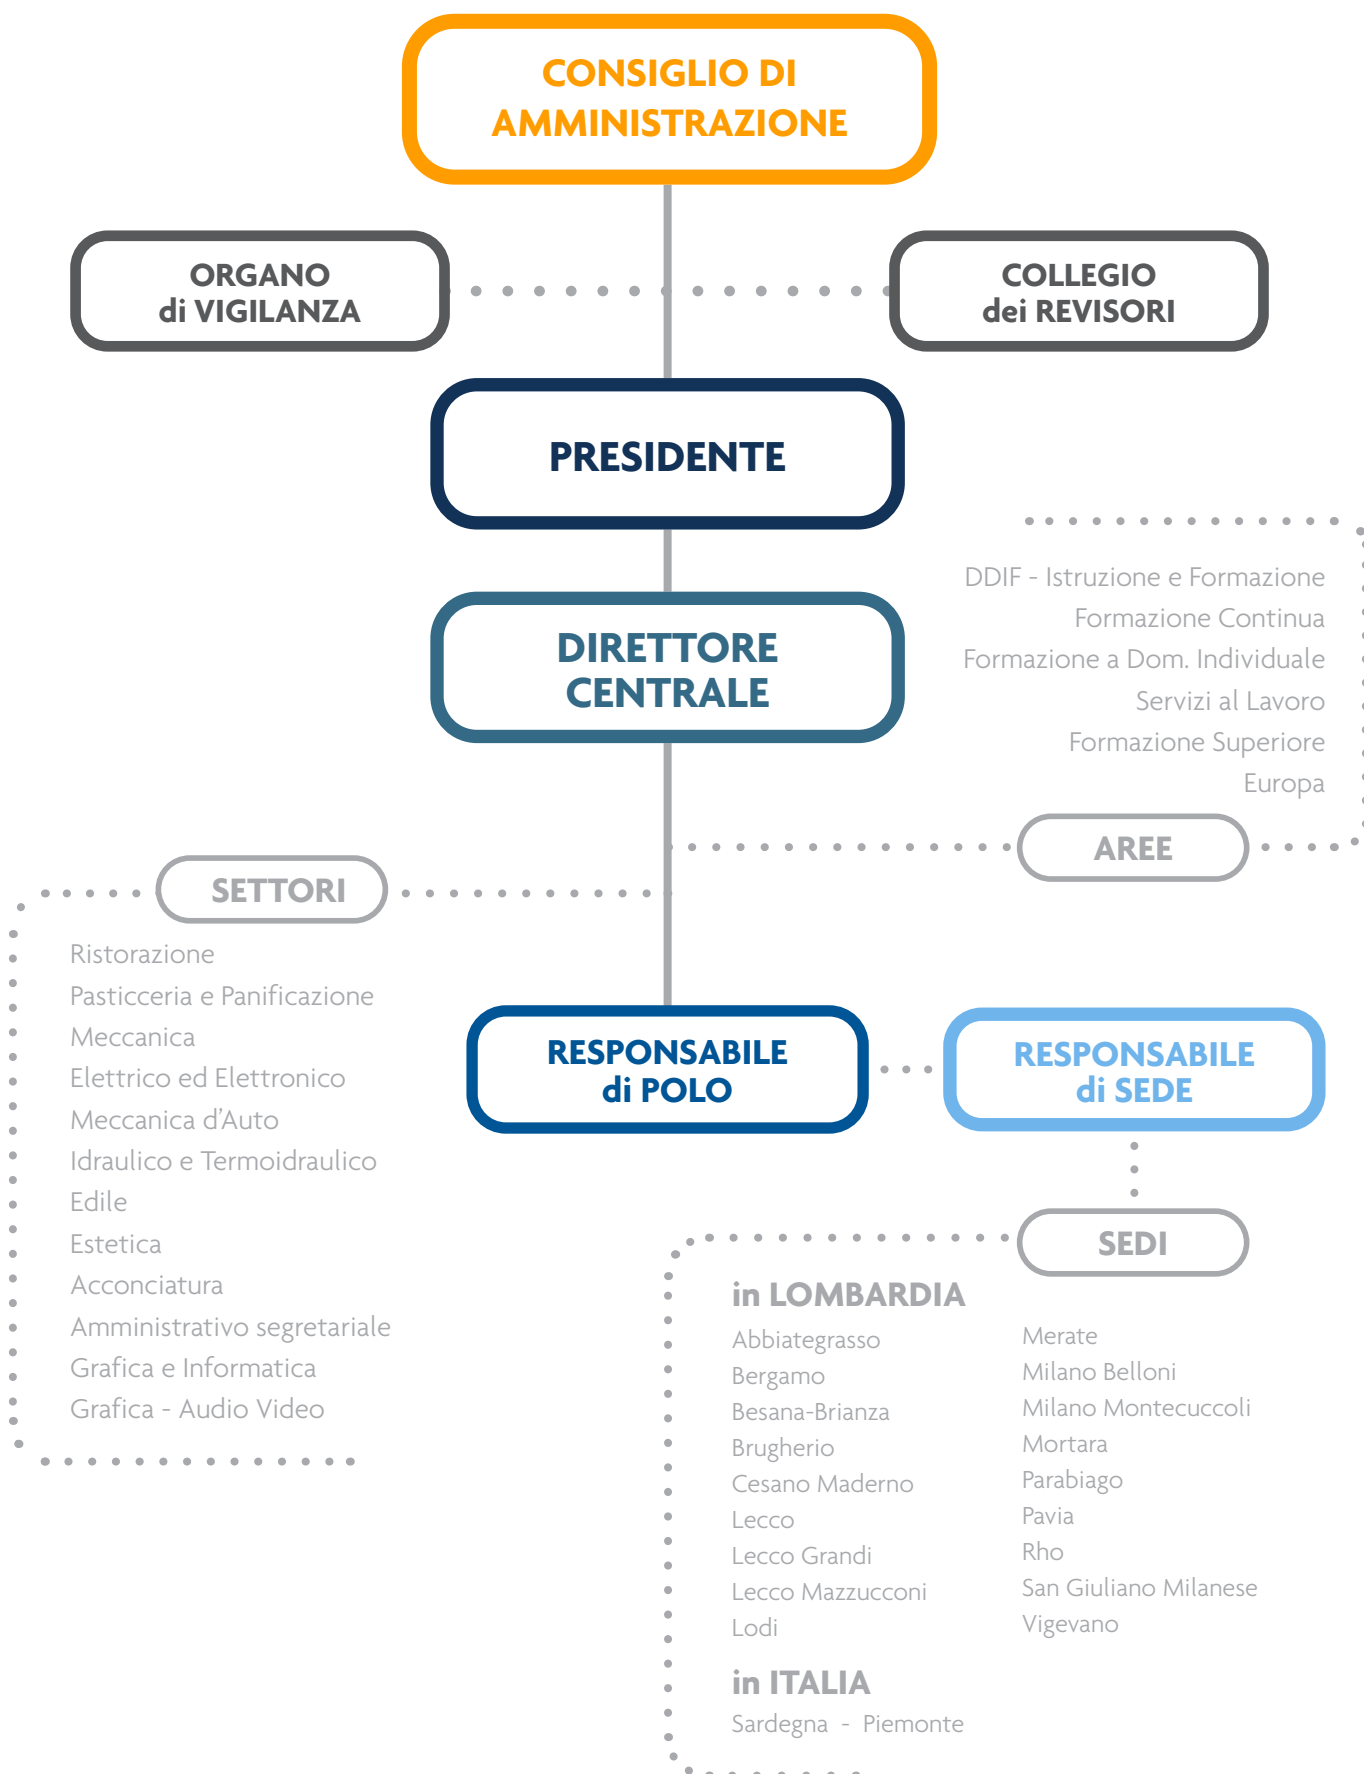 CONSIGLIO DI
AMMINISTRAZIONE
ORGANO
di VIGILANZA
COLLEGIO
dei REVISORI
PRESIDENTE
DIRETTORE
CENTRALE
DDIF - Istruzione e Formazione
Formazione Continua
Formazione a Dom. Individuale
Servizi al Lavoro
Formazione Superiore
Europa
AREE
SETTORI
Ristorazione
Pasticceria e Panificazione
Meccanica
Elettrico ed Elettronico
Meccanica d'Auto
Idraulico e Termoidraulico
Edile
Estetica
Acconciatura
Amministrativo segretariale
Grafica e Informatica
Grafica - Audio Video
RESPONSABILE
di POLO
RESPONSABILE
di SEDE
SEDI
in LOMBARDIA
Abbiategrasso
Bergamo
Besana-Brianza
Brugherio
Cesano Maderno
Lecco
Lecco Grandi
Lecco Mazzucconi
Lodi
Merate
Milano Belloni
Milano Montecuccoli
Mortara
Parabiago
Pavia
Rho
San Giuliano Milanese
Vigevano
in ITALIA
Sardegna - Piemonte